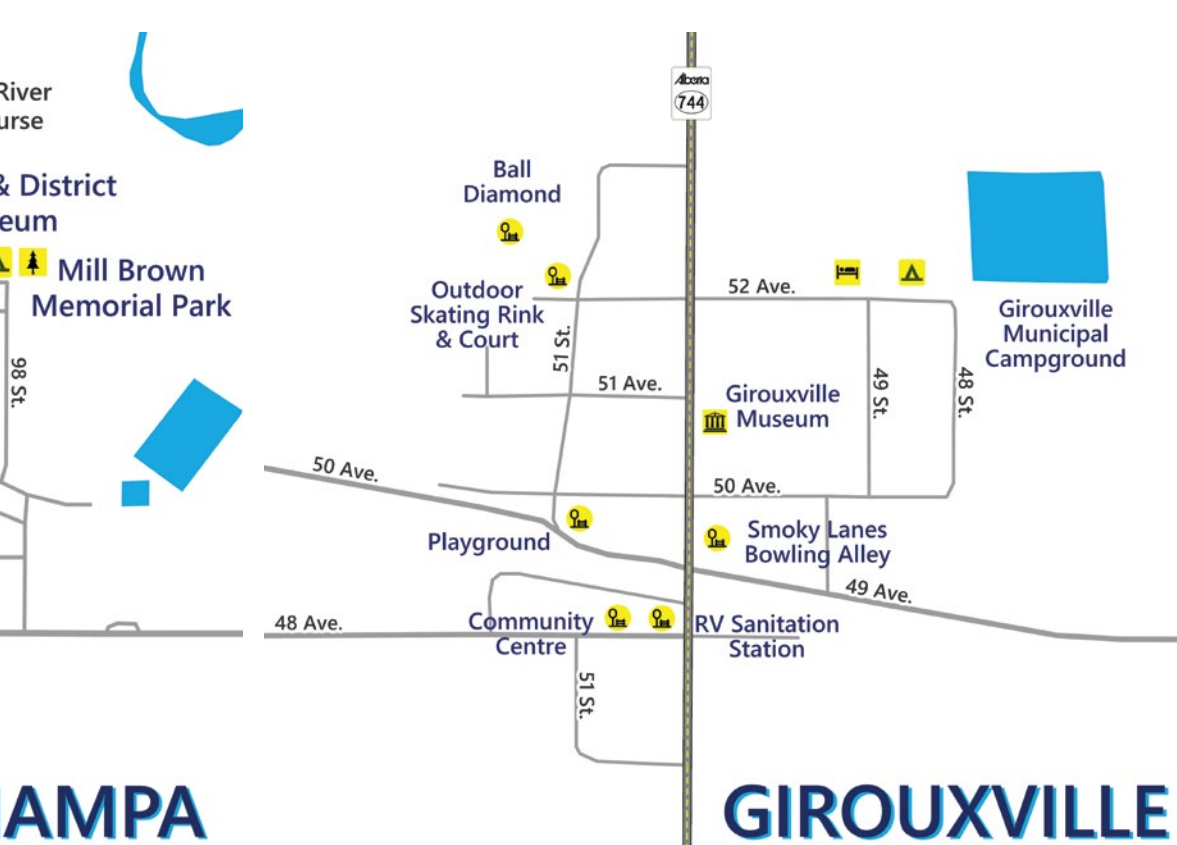 River
urse
& District
eum
Mill Brown
Memorial Park
98 St.
AMPA
Alberta
744
Ball
Diamond
Outdoor
Skating Rink
& Court
51 St.
52 Ave.
Girouxville
Municipal
Campground
51 Ave.
Girouxville
Museum
49 St.
48 St.
50 Ave.
50 Ave.
Playground
Smoky Lanes
Bowling Alley
49 Ave.
48 Ave.
Community
Centre
RV Sanitation
Station
51 St.
GIROUXVILLE